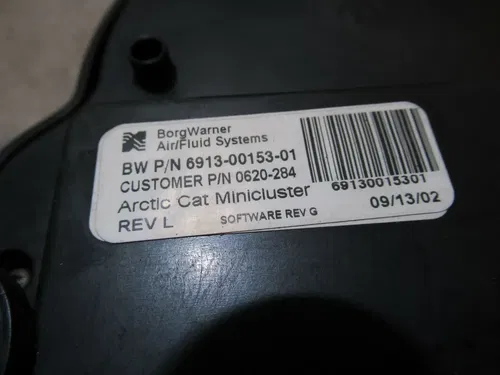 BorgWarner
Air/Fluid Systems
BW P/N 6913-00153-01
CUSTOMER P/N 0620-284
Arctic Cat Minicluster
REV L SOFTWARE REV G
69130015301
09/13/02